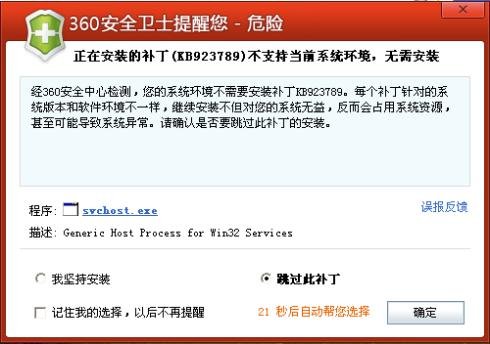 360安全卫士提醒您 - 危险
正在安装的补丁(KB923789)不支持当前系统环境，无需安装
经360安全中心检测，您的系统环境不需要安装补丁KB923789。每个补丁针对的系
统版本和软件环境不一样，继续安装不但对您的系统无益，反而会占用系统资源，
甚至可能导致系统异常。请确认是否要跳过此补丁的安装。
程序: svchost.exe 误报反馈
描述: Generic Host Process for Win32 Services
我坚持安装 跳过此补丁
记住我的选择，以后不再提醒 21 秒后自动帮您选择 确定